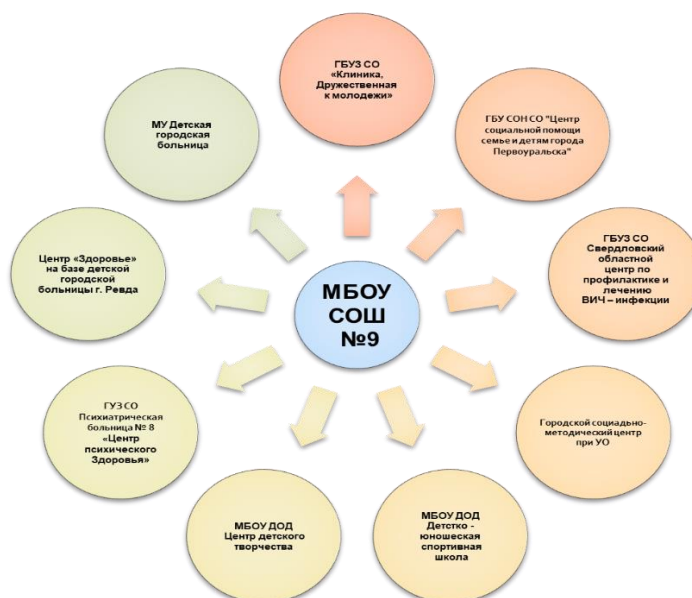 ГБУЗ СО
«Клиника,
Дружественная
к молодежи»
ГБУ СОН СО "Центр
социальной помощи
семье и детям города
Первоуральска"
ГБУЗ СО
Свердловский
областной
центр по
профилактике и
лечению
ВИЧ – инфекции
Городской социально-
методический центр
при УО
МБОУ ДОД
Детстко -
юношеская
спортивная
школа
МБОУ ДОД
Центр детского
творчества
ГУЗ СО
Психиатрическая
больница № 8
«Центр
психического
Здоровья»
Центр «Здоровье»
на базе детской
городской
больницы г. Ревда
МУ Детская
городская
больница
МБОУ
СОШ
№9